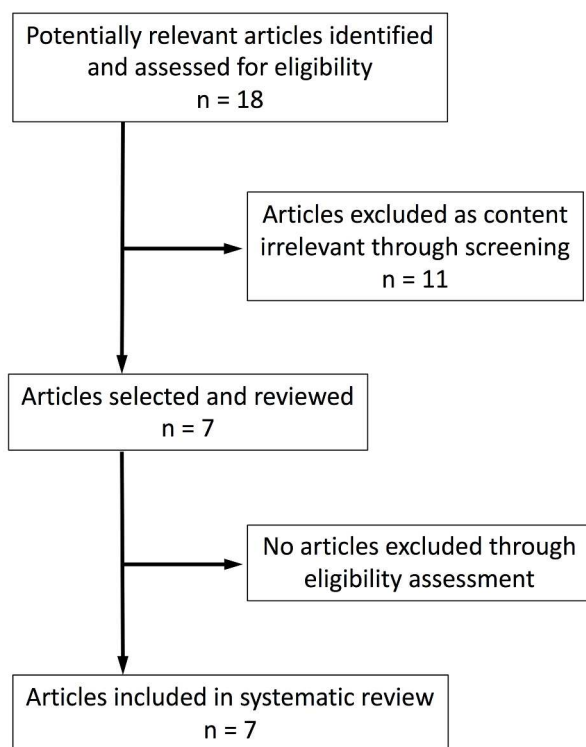 Potentially relevant articles identified
and assessed for eligibility
n = 18
Articles excluded as content
irrelevant through screening
n = 11
Articles selected and reviewed
n = 7
No articles excluded through
eligibility assessment
Articles included in systematic review
n = 7